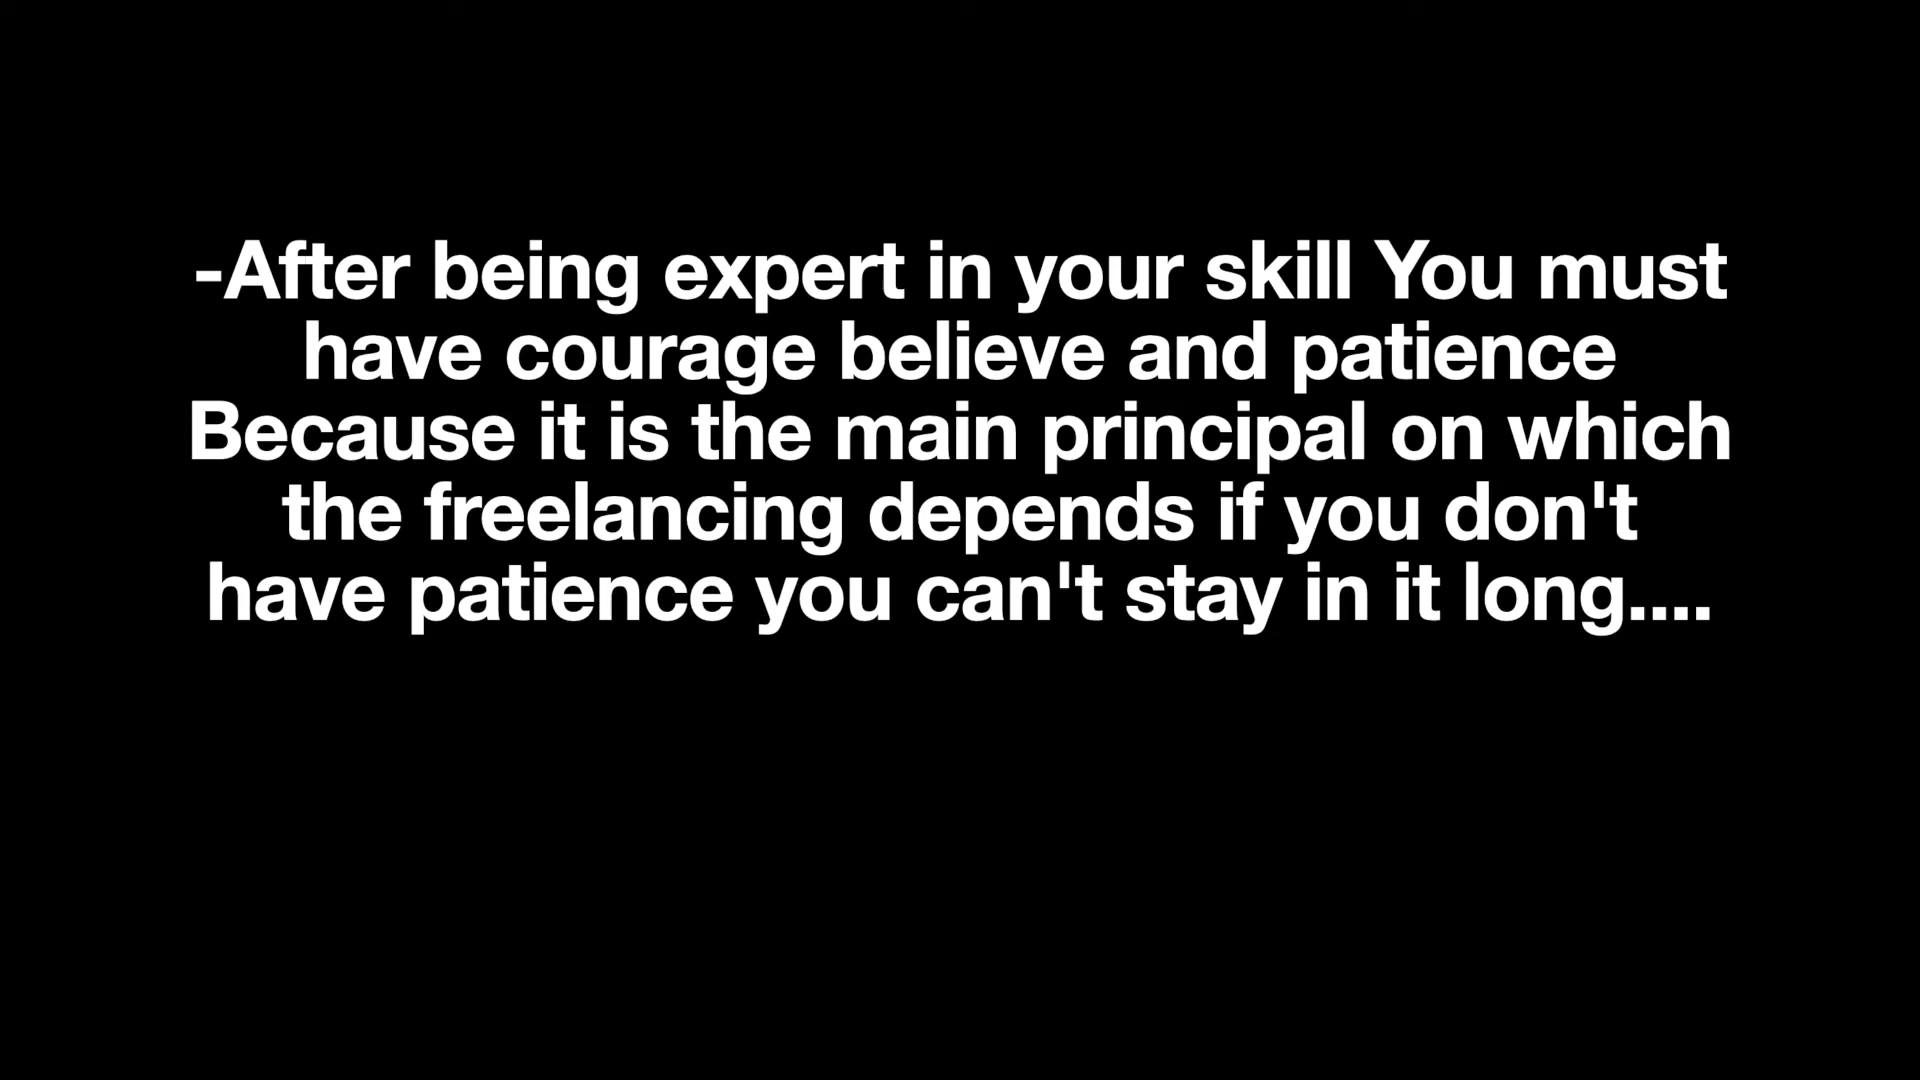 -After being expert in your skill You must
have courage believe and patience
Because it is the main principal on which
the freelancing depends if you don't
have patience you can't stay in it long....